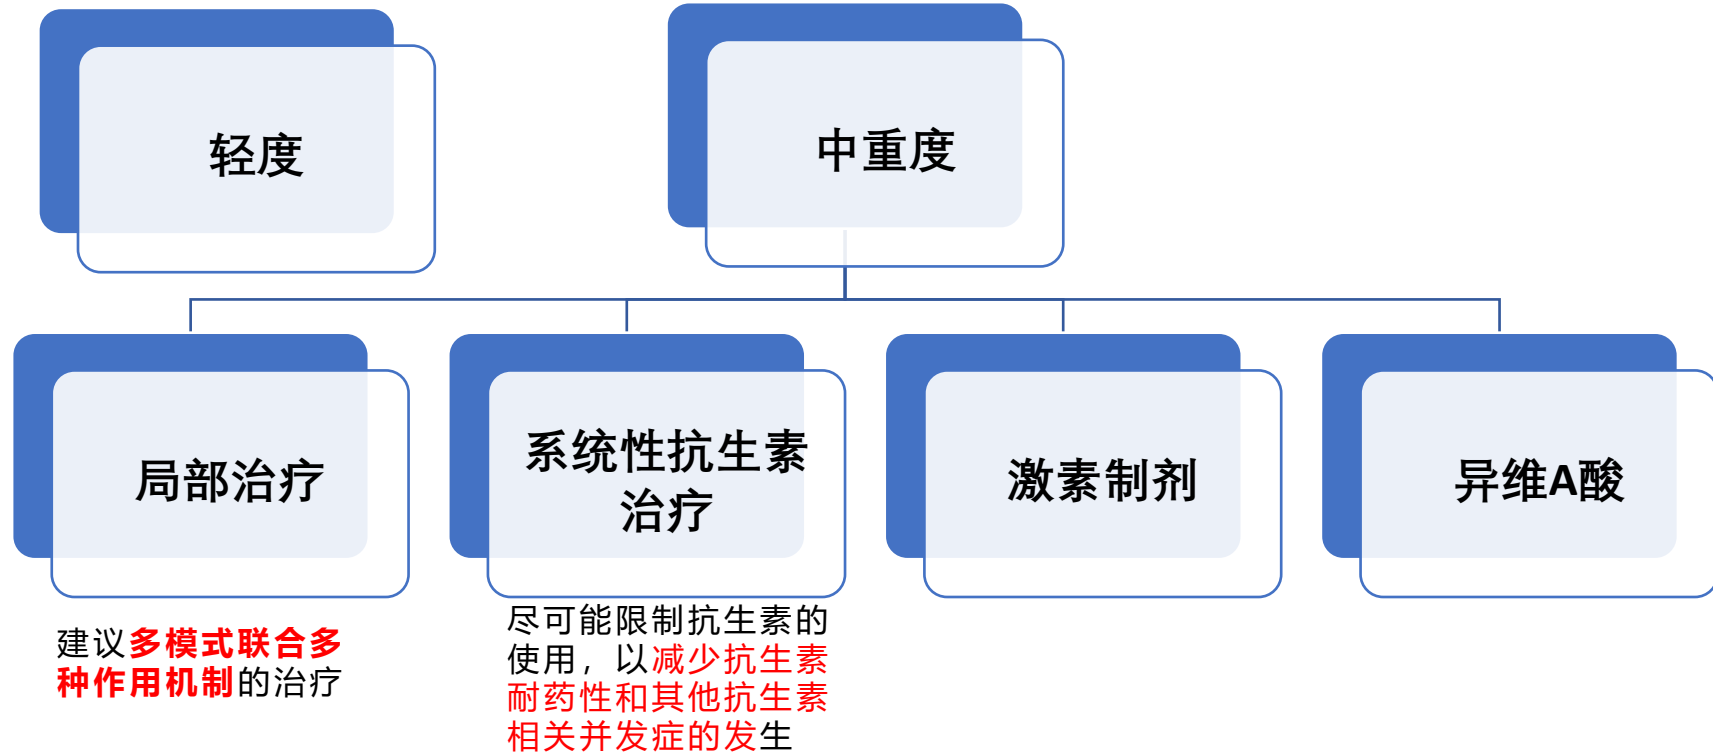 轻度
中重度
局部治疗
系统性抗生素
治疗
激素制剂
异维A酸
建议多模式联合多
种作用机制的治疗
尽可能限制抗生素的
使用，以减少抗生素
耐药性和其他抗生素
相关并发症的发生